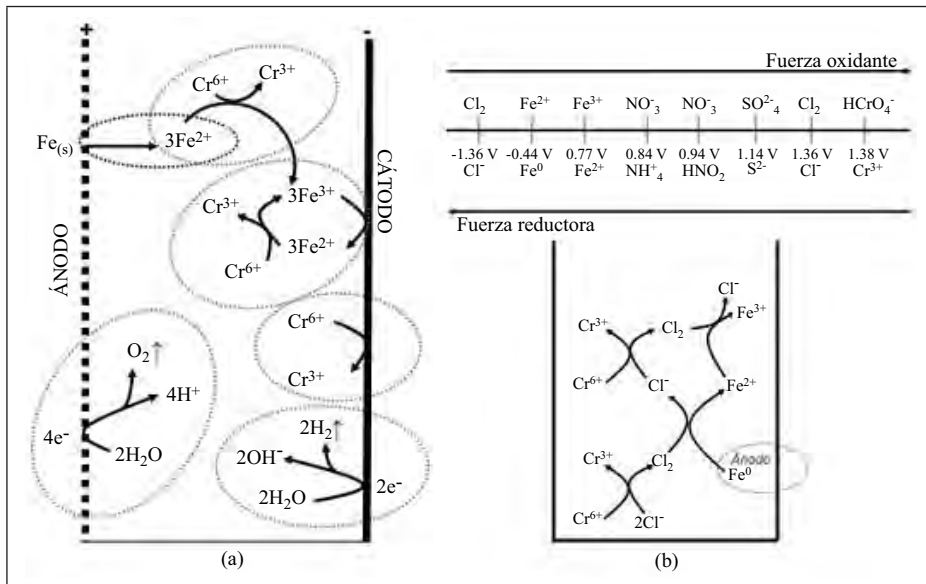 +
-
Cr⁶⁺ Cr³⁺
Fe₍ₛ₎ 3Fe²⁺
CÁTODO
ÁNODO
3Fe³⁺
Cr³⁺
3Fe²⁺
Cr⁶⁺
Cr⁶⁺
Cr³⁺
O₂↑
4H⁺
4e⁻
2H₂O
2H₂↑
2OH⁻
2H₂O
2e⁻
(a)
Fuerza oxidante
Cl₂ Fe²⁺ Fe³⁺ NO⁻₃ NO⁻₃ SO²⁻₄ Cl₂ HCrO₄⁻
-1.36 V -0.44 V 0.77 V 0.84 V 0.94 V 1.14 V 1.36 V 1.38 V
Cl⁻ Fe⁰ Fe²⁺ NH⁺₄ HNO₂ S²⁻ Cl⁻ Cr³⁺
Fuerza reductora
Cl⁻
Cr³⁺ Cl₂ Fe³⁺
Cr⁶⁺ Cl⁻ Fe²⁺
Cr³⁺ Cl₂ Ánodo
Fe⁰
Cr⁶⁺ 2Cl⁻
(b)